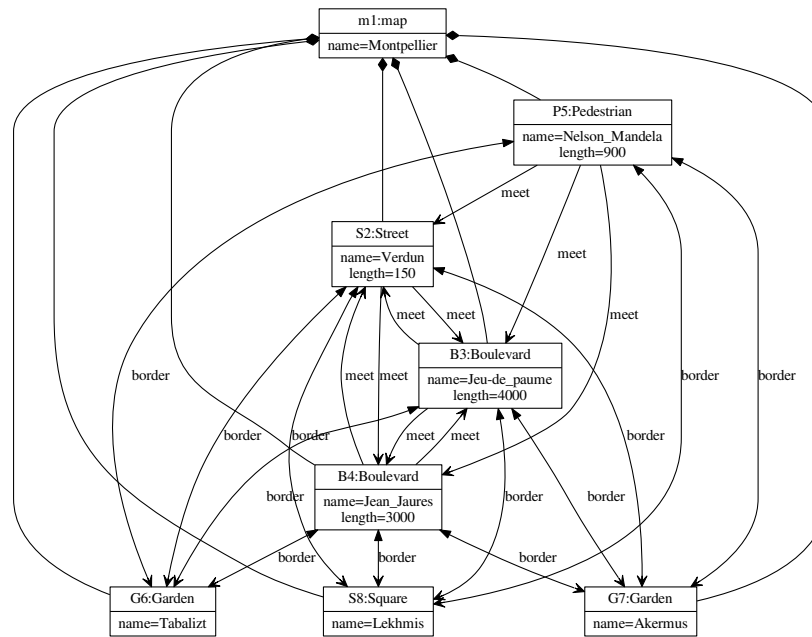 m1:map
name=Montpellier
P5:Pedestrian
name=Nelson_Mandela
length=900
meet
S2:Street
name=Verdun
length=150
meet
meet
meet
meet
B3:Boulevard
name=Jeu-de_paume
length=4000
meet
meet
border
border
border
meet
meet
border
border
border
B4:Boulevard
name=Jean_Jaures
length=3000
border
border
border
border
border
G6:Garden
name=Tabalizt
S8:Square
name=Lekhmis
G7:Garden
name=Akermus